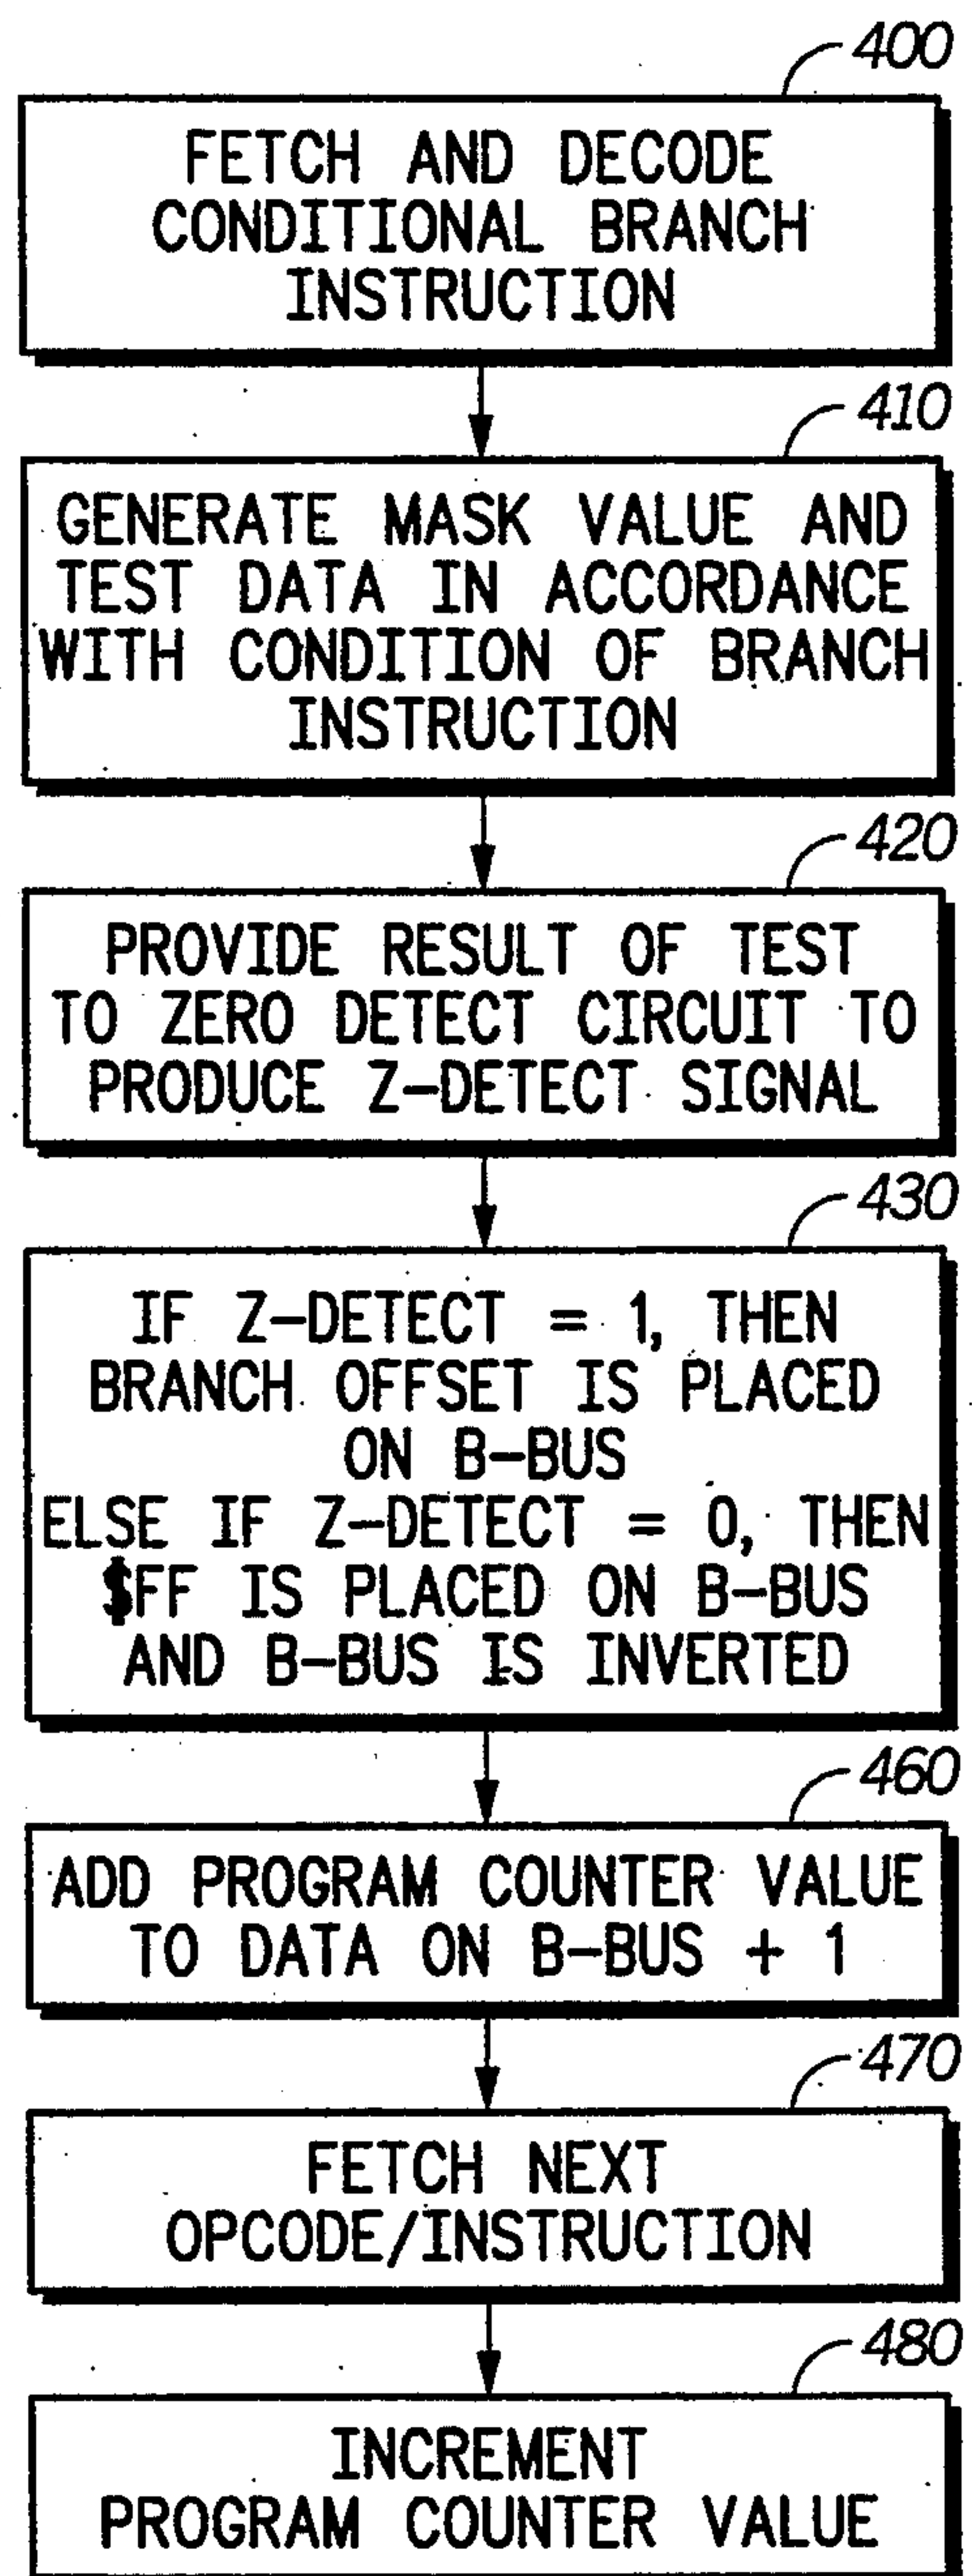 400
FETCH AND DECODE
CONDITIONAL BRANCH
INSTRUCTION
410
GENERATE MASK VALUE AND
TEST DATA IN ACCORDANCE
WITH CONDITION OF BRANCH
INSTRUCTION
420
PROVIDE RESULT OF TEST
TO ZERO DETECT CIRCUIT TO
PRODUCE Z-DETECT SIGNAL
430
IF Z-DETECT = 1, THEN
BRANCH OFFSET IS PLACED
ON B-BUS
ELSE IF Z-DETECT = 0, THEN
$FF IS PLACED ON B-BUS
AND B-BUS IS INVERTED
460
ADD PROGRAM COUNTER VALUE
TO DATA ON B-BUS + 1
470
FETCH NEXT
OPCODE/INSTRUCTION
480
INCREMENT
PROGRAM COUNTER VALUE